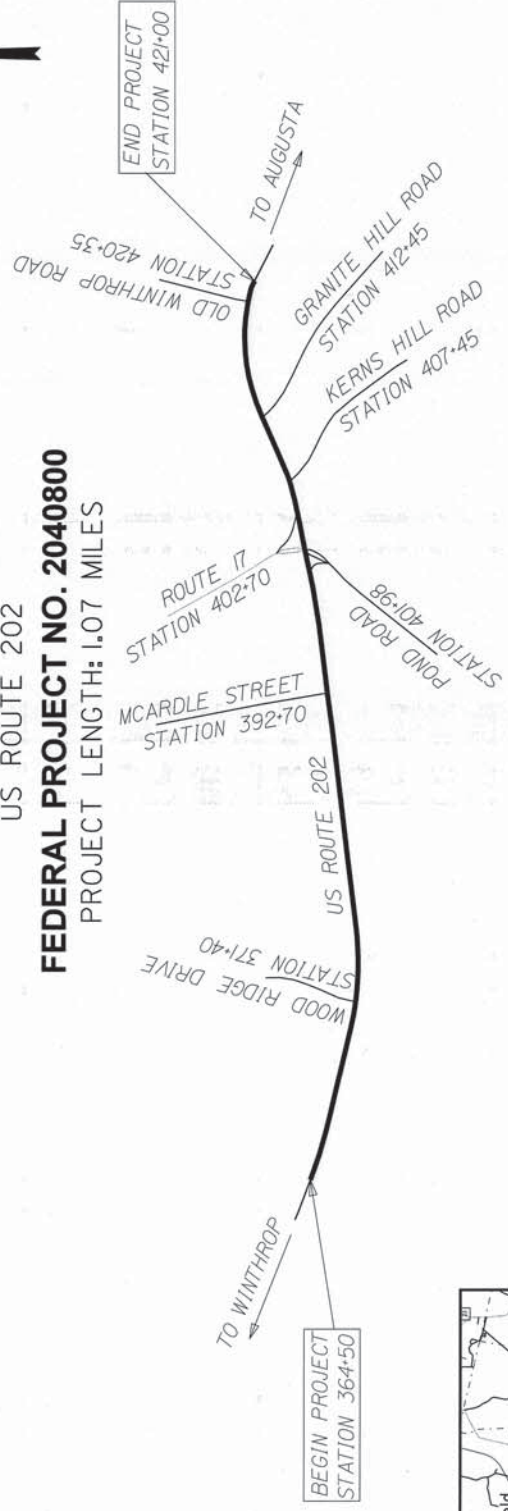 US ROUTE 202
FEDERAL PROJECT NO. 2040800
PROJECT LENGTH: 1.07 MILES
END PROJECT
STATION 421+00
TO AUGUSTA
OLD WINTHROP ROAD
STATION 420+35
GRANITE HILL ROAD
STATION 412+45
KERNS HILL ROAD
STATION 407+45
ROUTE 17
STATION 402+70
POND ROAD
STATION 401+98
MCARDLE STREET
STATION 392+70
US ROUTE 202
WOOD RIDGE DRIVE
STATION 371+40
TO WINTHROP
BEGIN PROJECT
STATION 364+50